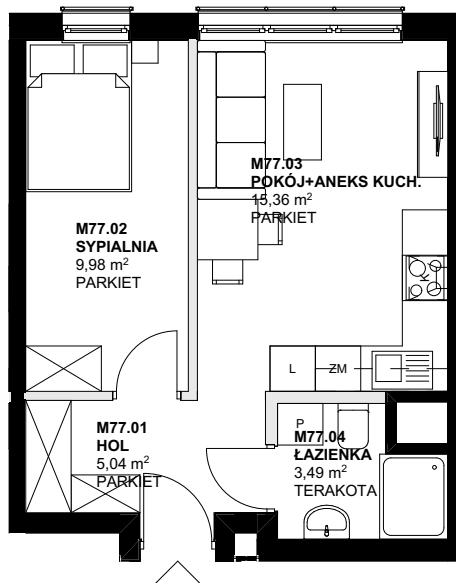 M77.03
POKÓJ+ANEKS KUCH.
15,36 m²
PARKIET
M77.02
SYPIALNIA
9,98 m²
PARKIET
K
L
ZM
M77.01
HOL
5,04 m²
PARKIET
P
M77.04
ŁAZIENKA
3,49 m²
TERAKOTA